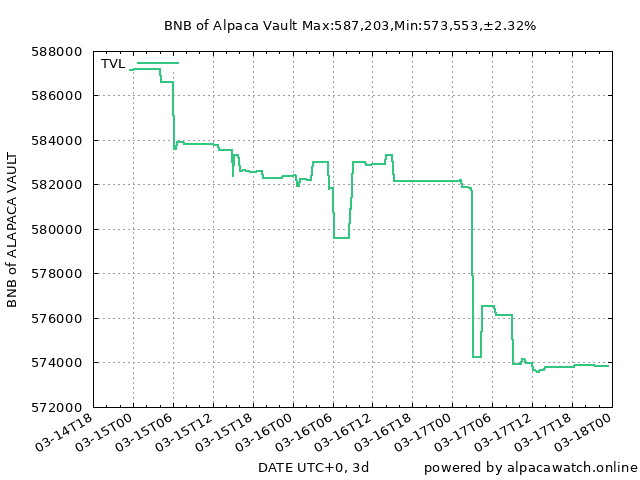 BNB of Alpaca Vault Max:587,203,Min:573,553,±2.32%
588000
TVL
586000
584000
582000
580000
578000
576000
574000
572000
BNB of ALAPACA VAULT
03-14T18
03-15T00
03-15T06
03-15T12
03-15T18
03-16T00
03-16T06
03-16T12
03-16T18
03-17T00
03-17T06
03-17T12
03-17T18
03-18T00
DATE UTC+0, 3d
powered by alpacawatch.online